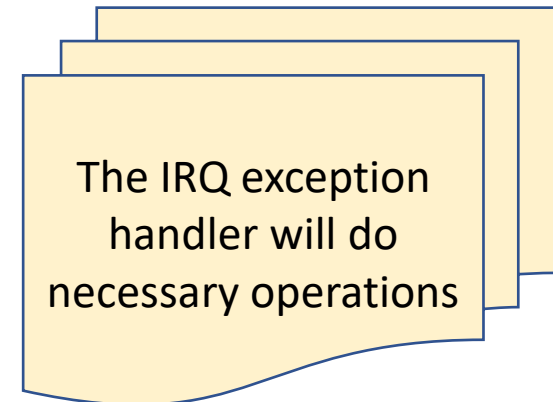 The IRQ exception
handler will do
necessary operations